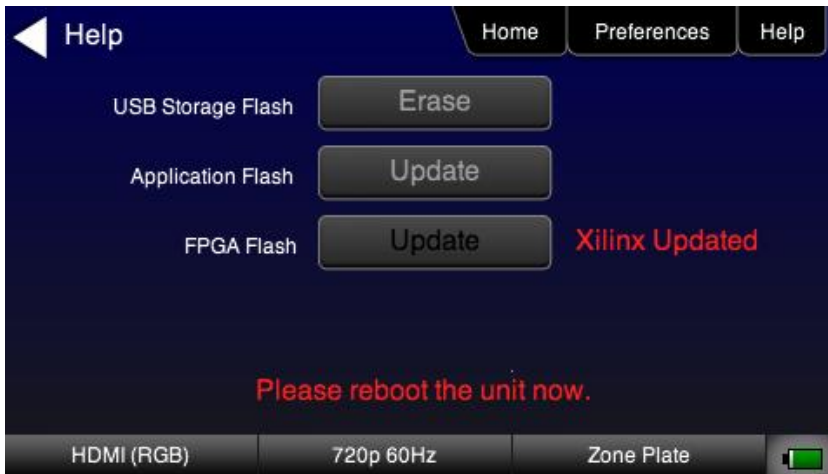 Help
Home
Preferences
Help
USB Storage Flash
Erase
Application Flash
Update
FPGA Flash
Update
Xilinx Updated
Please reboot the unit now.
HDMI (RGB)
720p 60Hz
Zone Plate